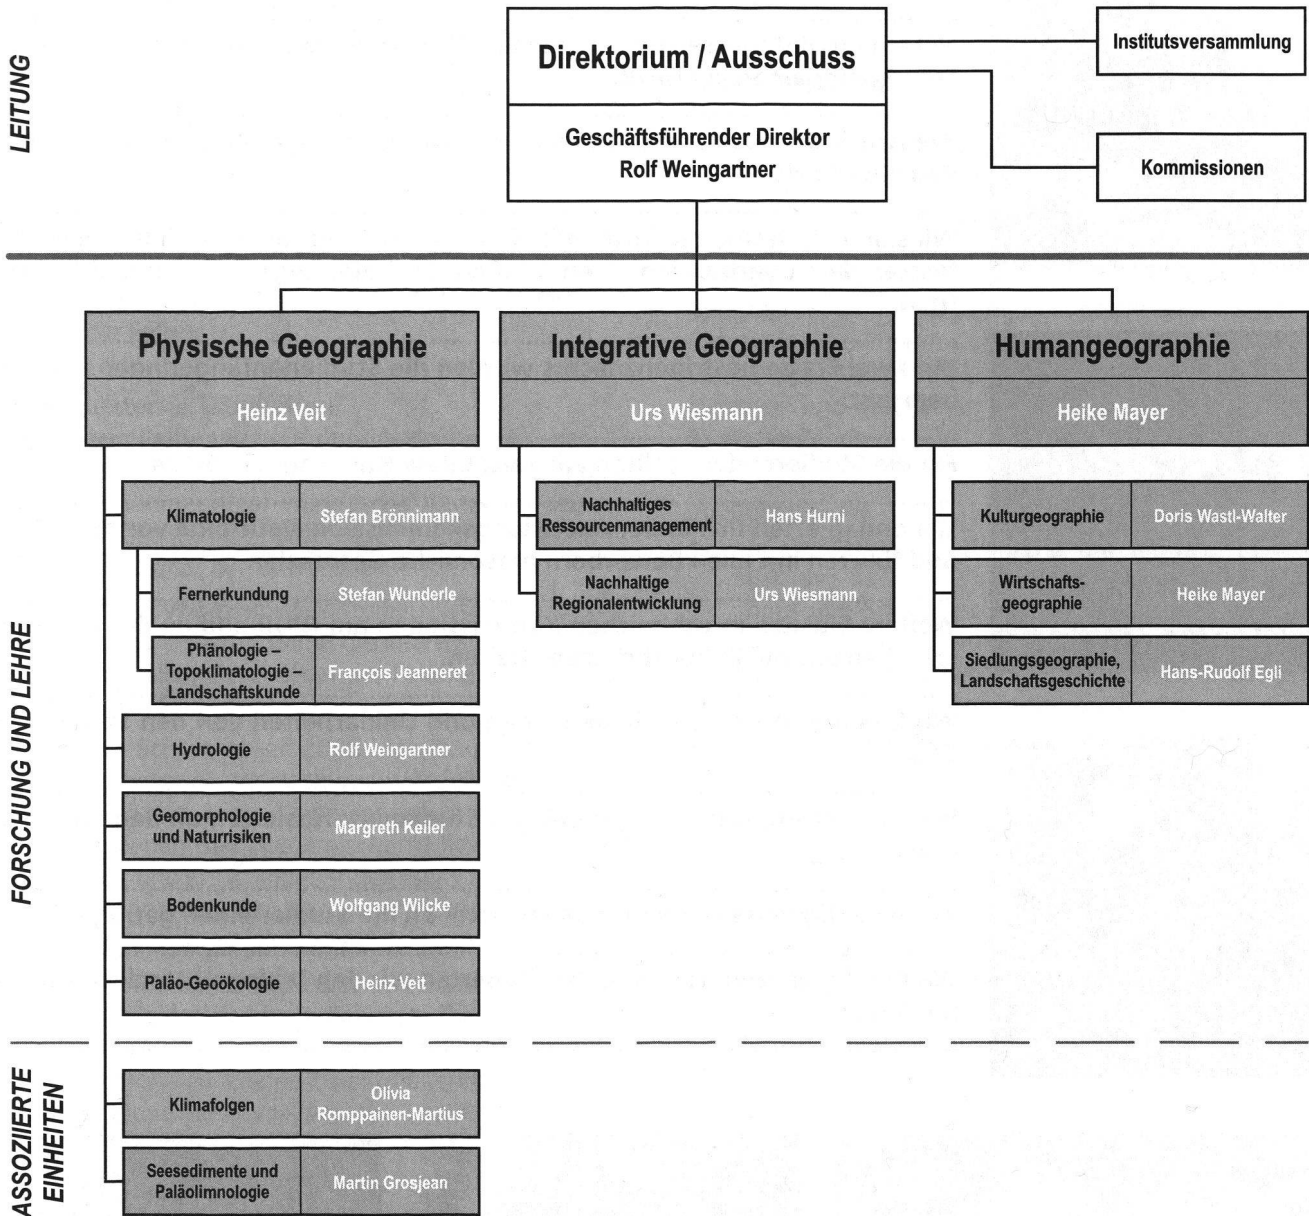 LEITUNG
Direktorium / Ausschuss
Geschäftsführender Direktor
Rolf Weingartner
Institutsversammlung
Kommissionen
FORSCHUNG UND LEHRE
Physische Geographie
Heinz Veit
Klimatologie
Stefan Brönnimann
Fernerkundung
Stefan Wunderle
Phänologie –
Topoklimatologie –
Landschaftskunde
François Jeanneret
Hydrologie
Rolf Weingartner
Geomorphologie
und Naturrisiken
Margreth Keiler
Bodenkunde
Wolfgang Wilcke
Paläo-Geoökologie
Heinz Veit
Integrative Geographie
Urs Wiesmann
Nachhaltiges
Ressourcenmanagement
Hans Hurni
Nachhaltige
Regionalentwicklung
Urs Wiesmann
Humangeographie
Heike Mayer
Kulturgeographie
Doris Wastl-Walter
Wirtschafts-
geographie
Heike Mayer
Siedlungsgeographie,
Landschaftsgeschichte
Hans-Rudolf Egli
ASSOZIIERTE
EINHEITEN
Klimafolgen
Olivia
Romppainen-Martius
Seesedimente und
Paläolimnologie
Martin Grosjean